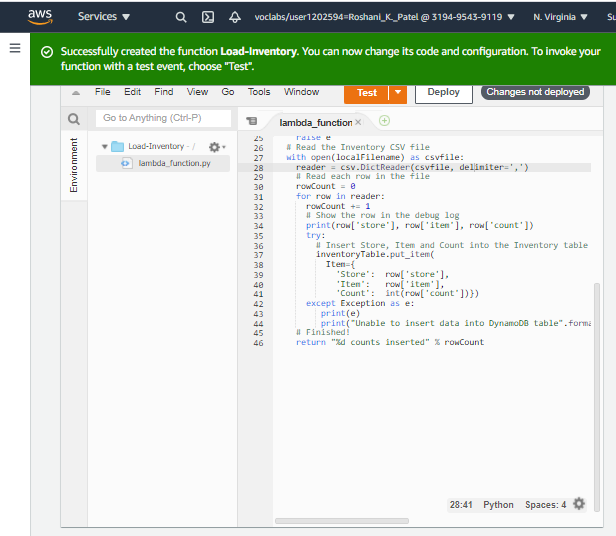 aws Services ▼ voclabs/user1202594=Roshani_K._Patel @ 3194-9543-9119 ▼ N. Virginia ▼ Su
Successfully created the function Load-Inventory. You can now change its code and configuration. To invoke your
function with a test event, choose "Test".
File Edit Find View Go Tools Window Test Deploy Changes not deployed
Go to Anything (Ctrl-P)
lambda_function ×
Environment
Load-Inventory - /
lambda_function.py
25 raise e
26 # Read the Inventory CSV file
27 with open(localFilename) as csvfile:
28 reader = csv.DictReader(csvfile, delimiter=',')
29 # Read each row in the file
30 rowCount = 0
31 for row in reader:
32 rowCount += 1
33 # Show the row in the debug log
34 print(row['store'], row['item'], row['count'])
35 try:
36 # Insert Store, Item and Count into the Inventory table
37 inventoryTable.put_item(
38 Item={
39 'Store': row['store'],
40 'Item': row['item'],
41 'Count': int(row['count'])})
42 except Exception as e:
43 print(e)
44 print("Unable to insert data into DynamoDB table".forma
45 # Finished!
46 return "%d counts inserted" % rowCount
28:41 Python Spaces: 4